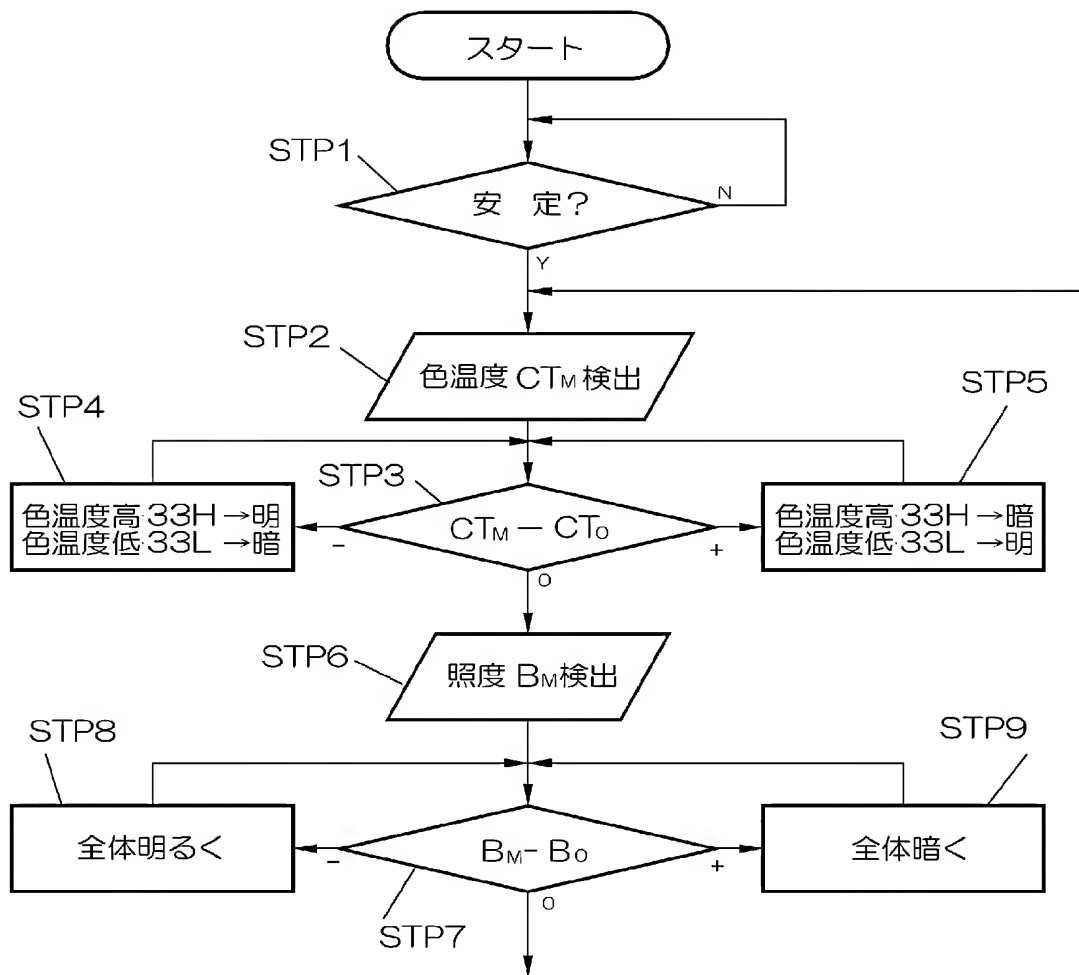 スタート
STP1
安 定?
N
Y
STP2
色温度 CTM 検出
STP4
STP5
STP3
色温度高·33H→明
色温度低·33L→暗
CTM − CTO
色温度高·33H→暗
色温度低·33L→明
−
+
O
STP6
照度 BM検出
STP8
STP9
全体明るく
BM− BO
全体暗く
−
+
O
STP7